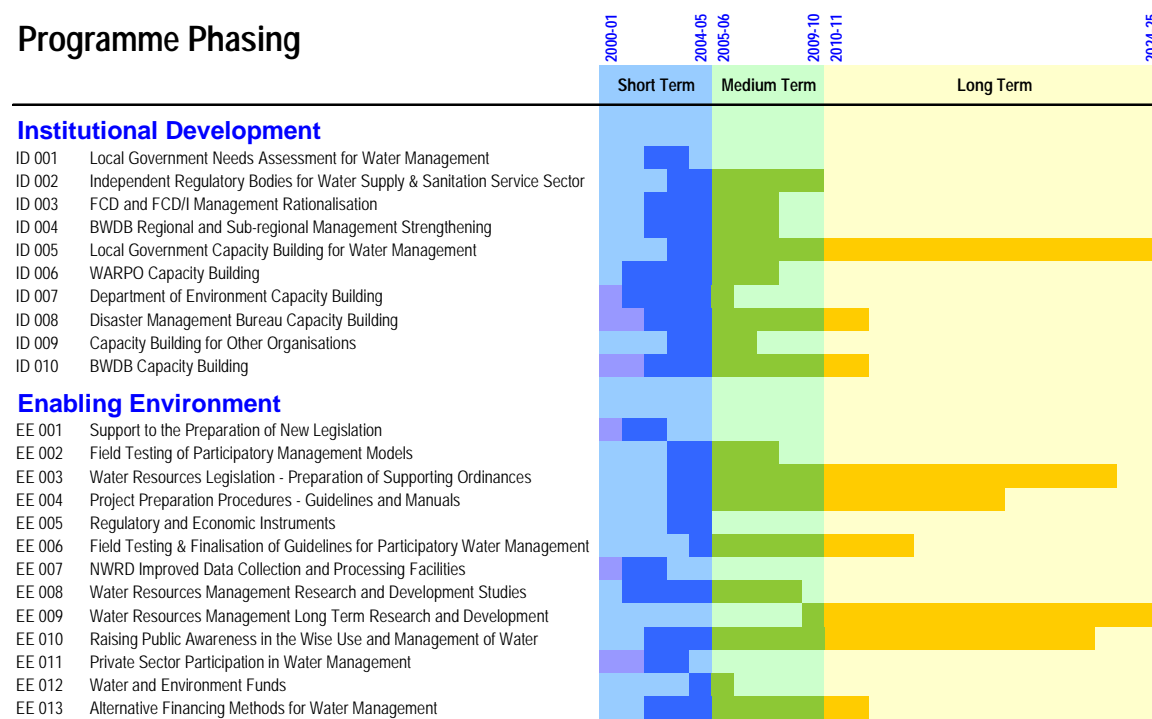 Programme Phasing
2000-01
2004-05
2005-06
2009-10
2010-11
2024-25
Short Term
Medium Term
Long Term
Institutional Development
ID 001 Local Government Needs Assessment for Water Management
ID 002 Independent Regulatory Bodies for Water Supply & Sanitation Service Sector
ID 003 FCD and FCD/I Management Rationalisation
ID 004 BWDB Regional and Sub-regional Management Strengthening
ID 005 Local Government Capacity Building for Water Management
ID 006 WARPO Capacity Building
ID 007 Department of Environment Capacity Building
ID 008 Disaster Management Bureau Capacity Building
ID 009 Capacity Building for Other Organisations
ID 010 BWDB Capacity Building
Enabling Environment
EE 001 Support to the Preparation of New Legislation
EE 002 Field Testing of Participatory Management Models
EE 003 Water Resources Legislation - Preparation of Supporting Ordinances
EE 004 Project Preparation Procedures - Guidelines and Manuals
EE 005 Regulatory and Economic Instruments
EE 006 Field Testing & Finalisation of Guidelines for Participatory Water Management
EE 007 NWRD Improved Data Collection and Processing Facilities
EE 008 Water Resources Management Research and Development Studies
EE 009 Water Resources Management Long Term Research and Development
EE 010 Raising Public Awareness in the Wise Use and Management of Water
EE 011 Private Sector Participation in Water Management
EE 012 Water and Environment Funds
EE 013 Alternative Financing Methods for Water Management